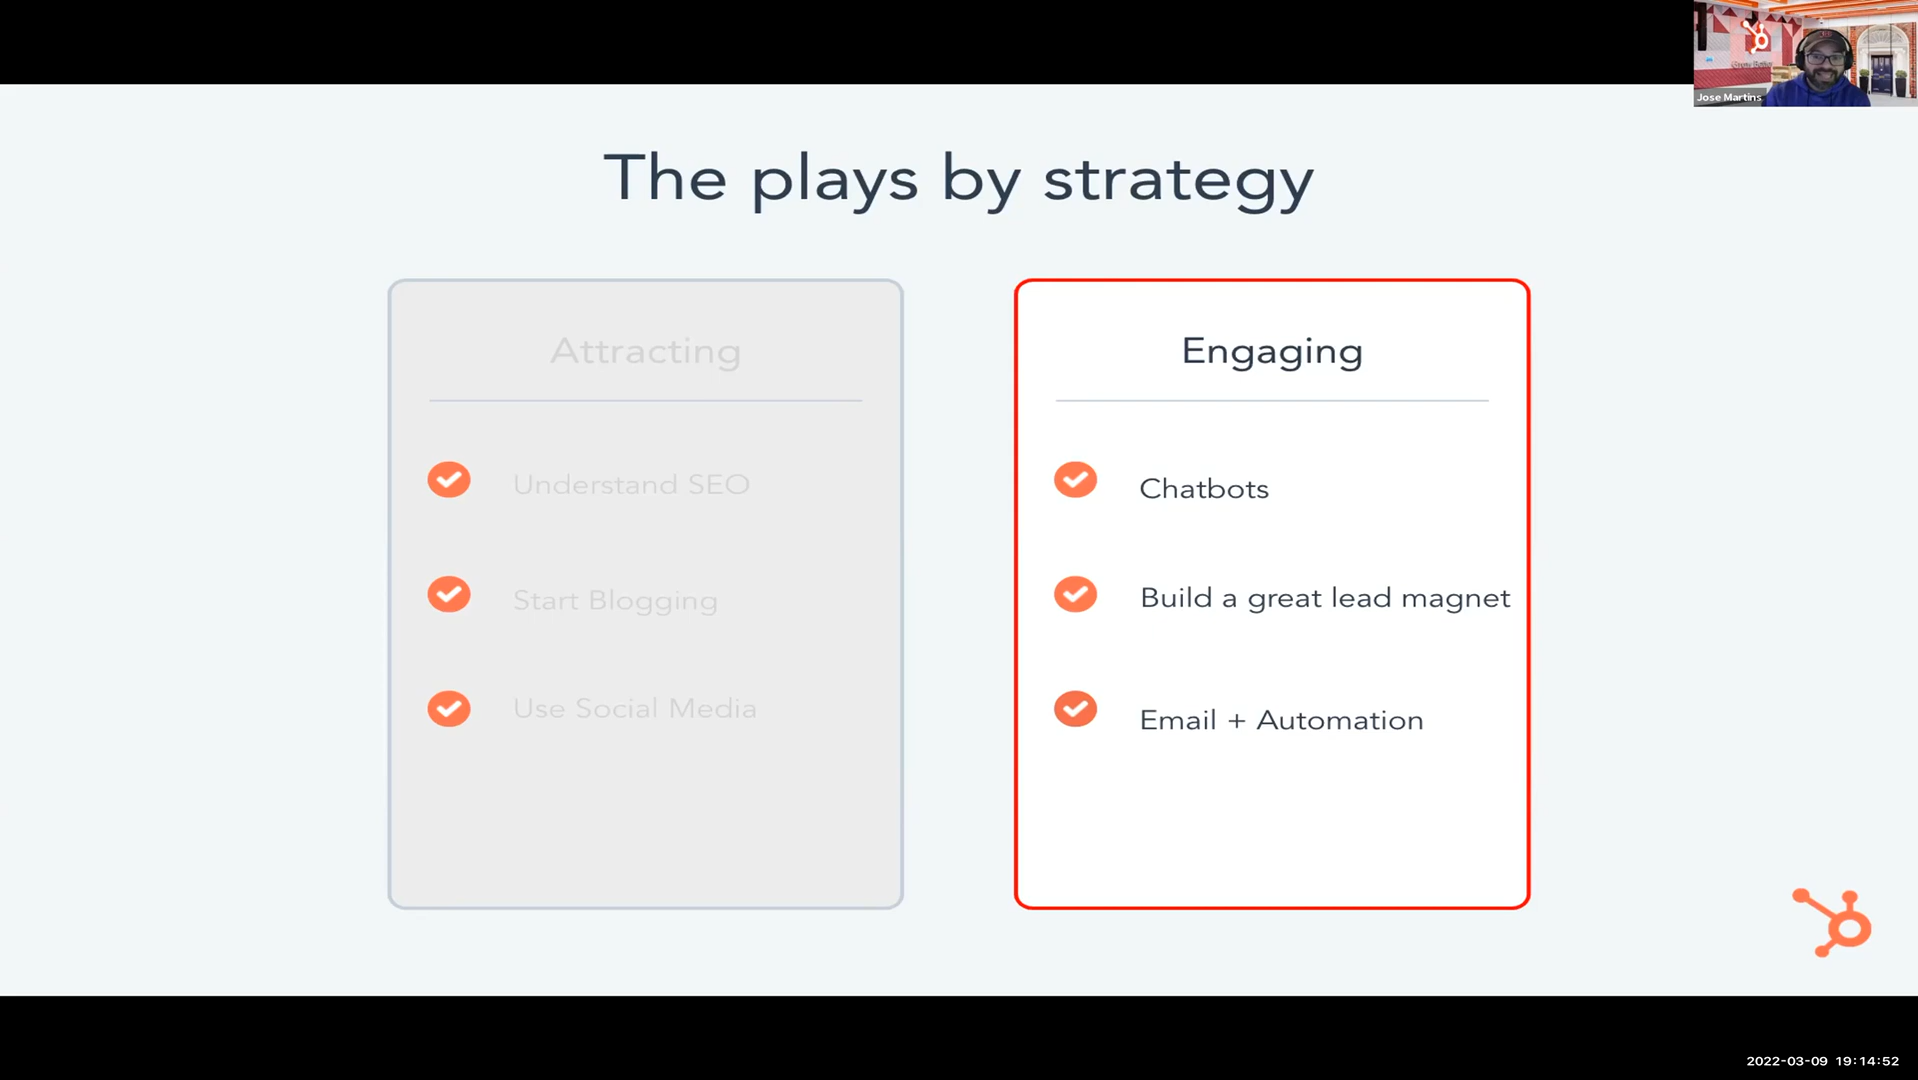 Jose Martins
The plays by strategy
Attracting
Understand SEO
Start Blogging
Use Social Media
Engaging
Chatbots
Build a great lead magnet
Email + Automation
2022-03-09 19:14:52